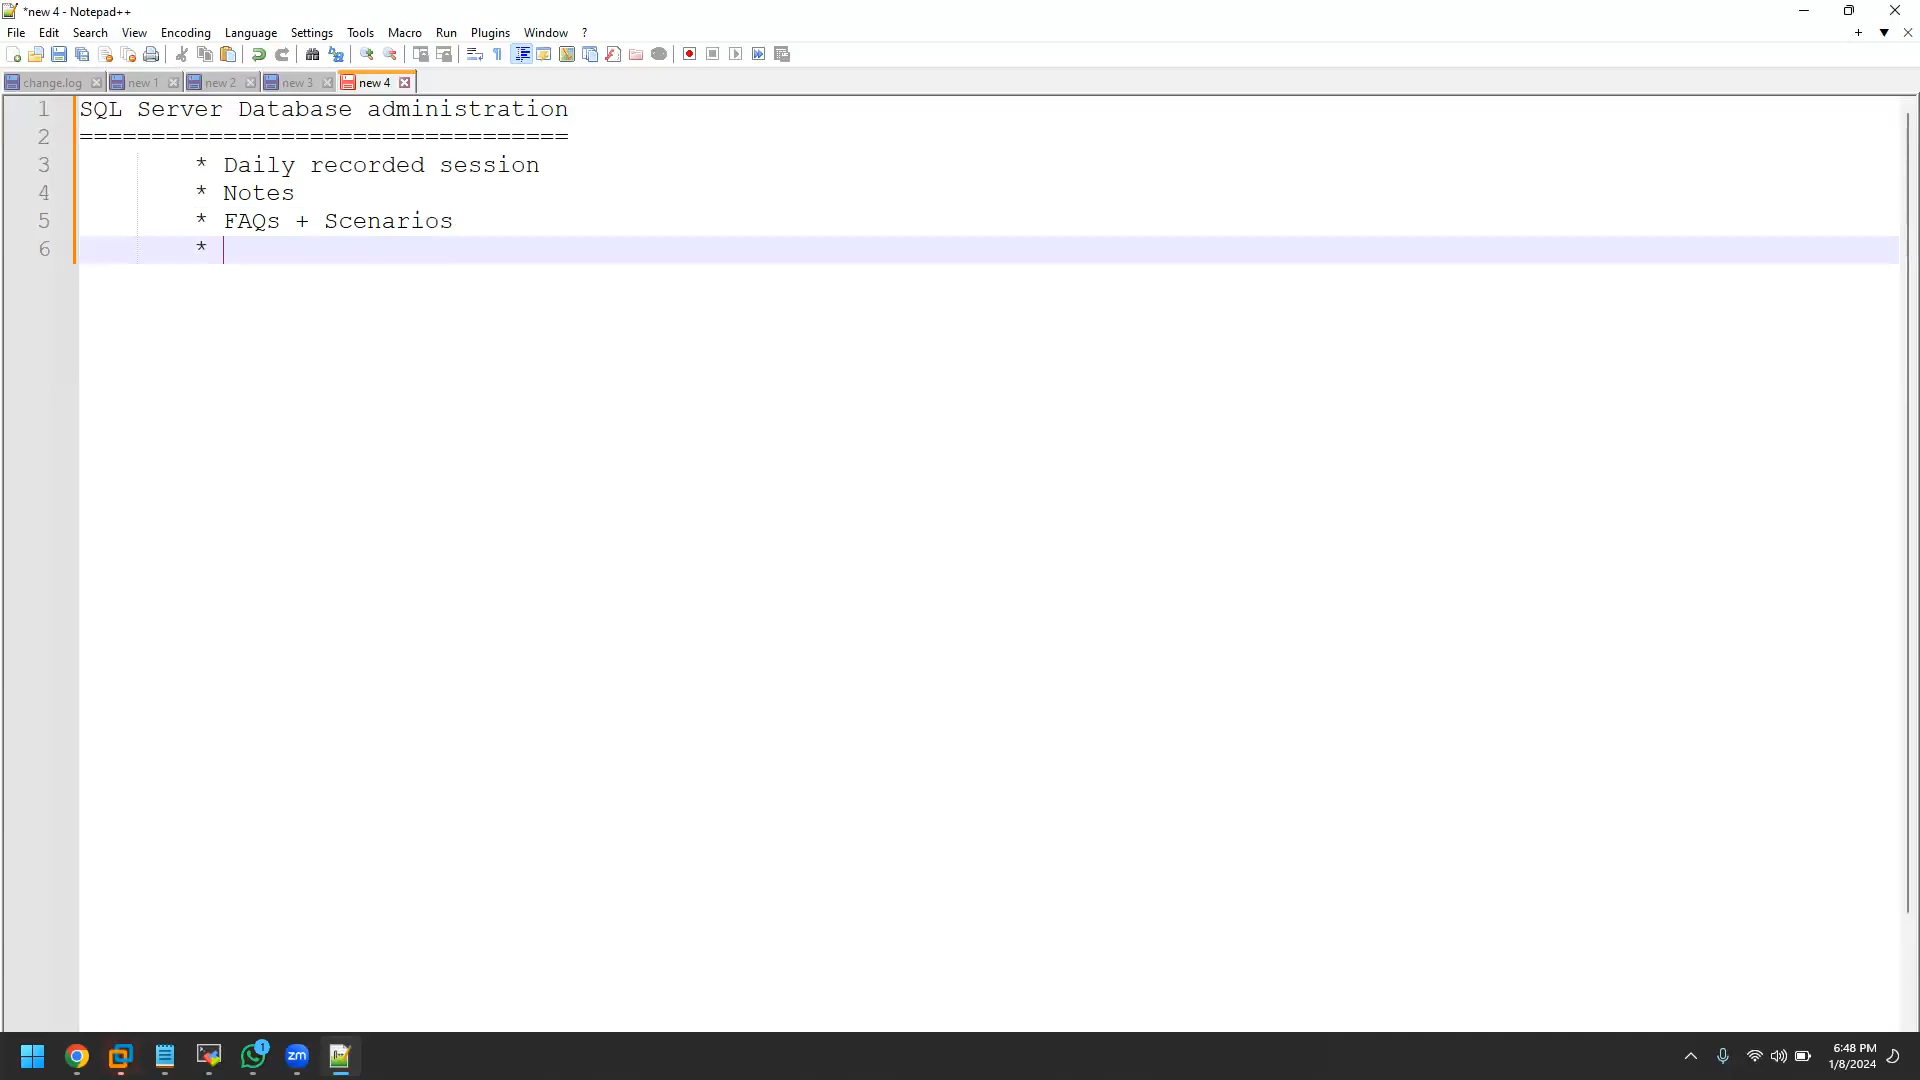 *new 4 - Notepad++
File Edit Search View Encoding Language Settings Tools Macro Run Plugins Window ?
change.log new 1 new 2 new 3 new 4
1 SQL Server Database administration
2 ==================================
3 * Daily recorded session
4 * Notes
5 * FAQs + Scenarios
6 *
1
zm
6:48 PM
1/8/2024